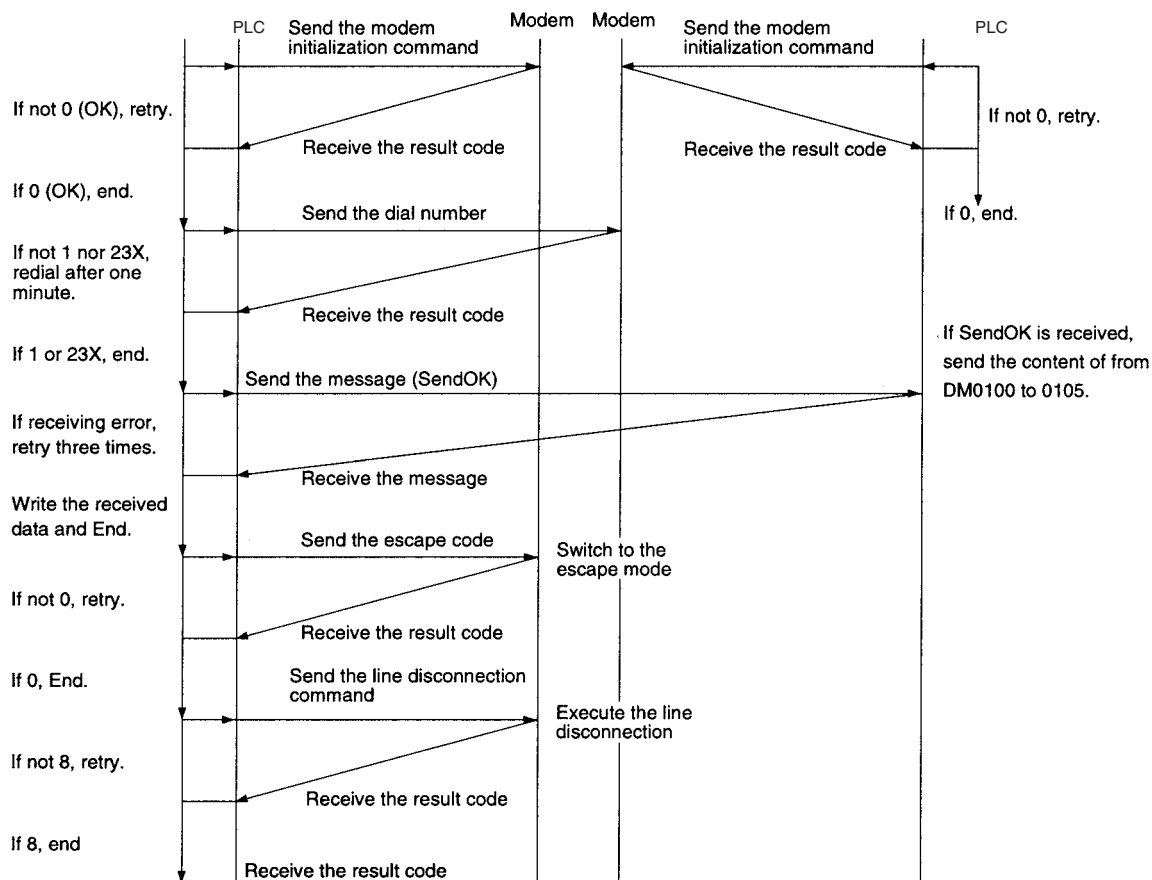 PLC
Send the modem
initialization command
Modem
Modem
Send the modem
initialization command
PLC
If not 0 (OK), retry.
If not 0, retry.
Receive the result code
Receive the result code
If 0 (OK), end.
Send the dial number
If 0, end.
If not 1 nor 23X,
redial after one
minute.
Receive the result code
If SendOK is received,
send the content of from
DM0100 to 0105.
If 1 or 23X, end.
Send the message (SendOK)
If receiving error,
retry three times.
Receive the message
Write the received
data and End.
Send the escape code
Switch to the
escape mode
If not 0, retry.
Receive the result code
If 0, End.
Send the line disconnection
command
Execute the line
disconnection
If not 8, retry.
Receive the result code
If 8, end
Receive the result code